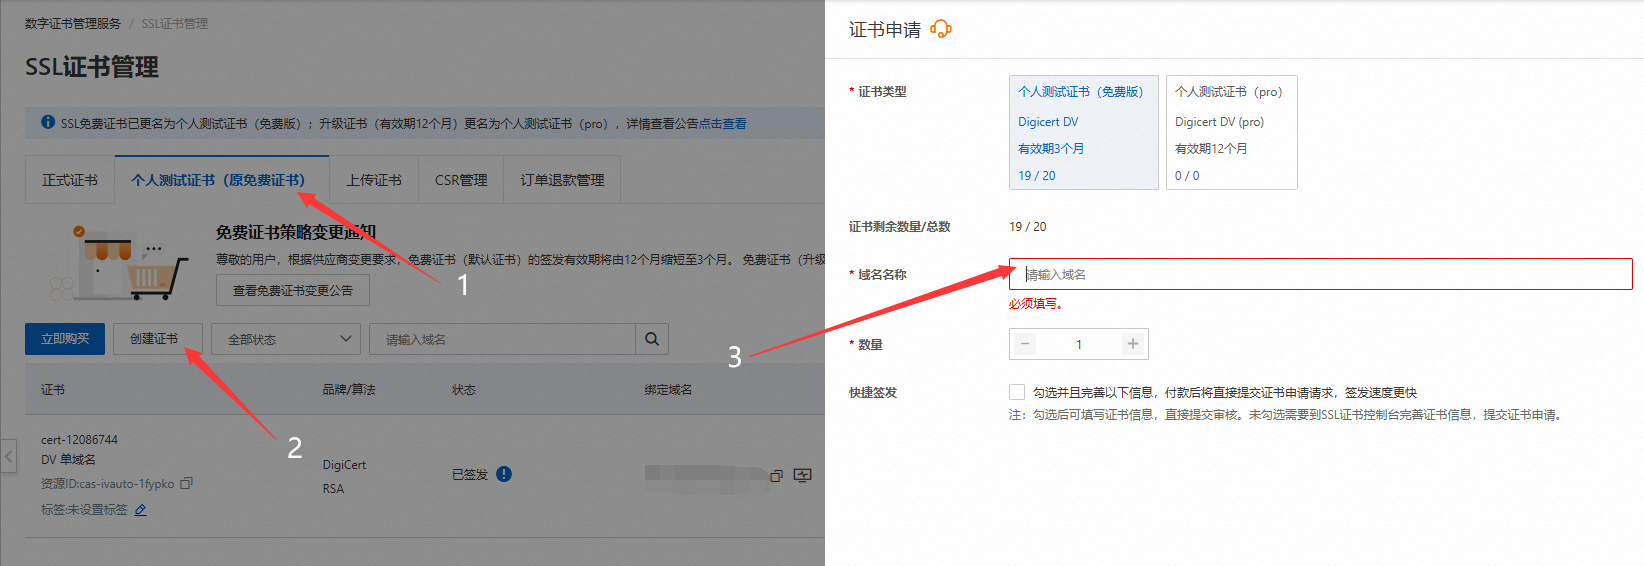 数字证书管理服务 / SSL证书管理
SSL证书管理
SSL免费证书已更名为个人测试证书（免费版）；升级证书（有效期12个月）更名为个人测试证书（pro），详情查看公告点击查看
正式证书 个人测试证书（原免费证书） 上传证书 CSR管理 订单退款管理
免费证书策略变更通知
尊敬的用户，根据供应商变更要求，免费证书（默认证书）的签发有效期将由12个月缩短至3个月。 免费证书（升级
查看免费证书变更公告
1
立即购买 创建证书 全部状态 请输入域名
证书 品牌/算法 状态 绑定域名
2
cert-12086744
DV 单域名
资源ID:cas-ivauto-1fypko
标签:未设置标签
DigiCert
RSA
已签发
证书申请
* 证书类型
个人测试证书（免费版）
Digicert DV
有效期3个月
19 / 20
个人测试证书（pro）
Digicert DV (pro)
有效期12个月
0 / 0
证书剩余数量/总数 19 / 20
* 域名名称 请输入域名
必须填写。
3
* 数量 − 1 +
快捷签发 勾选并且完善以下信息，付款后将直接提交证书申请请求，签发速度更快
注：勾选后可填写证书信息，直接提交审核。未勾选需要到SSL证书控制台完善证书信息，提交证书申请。